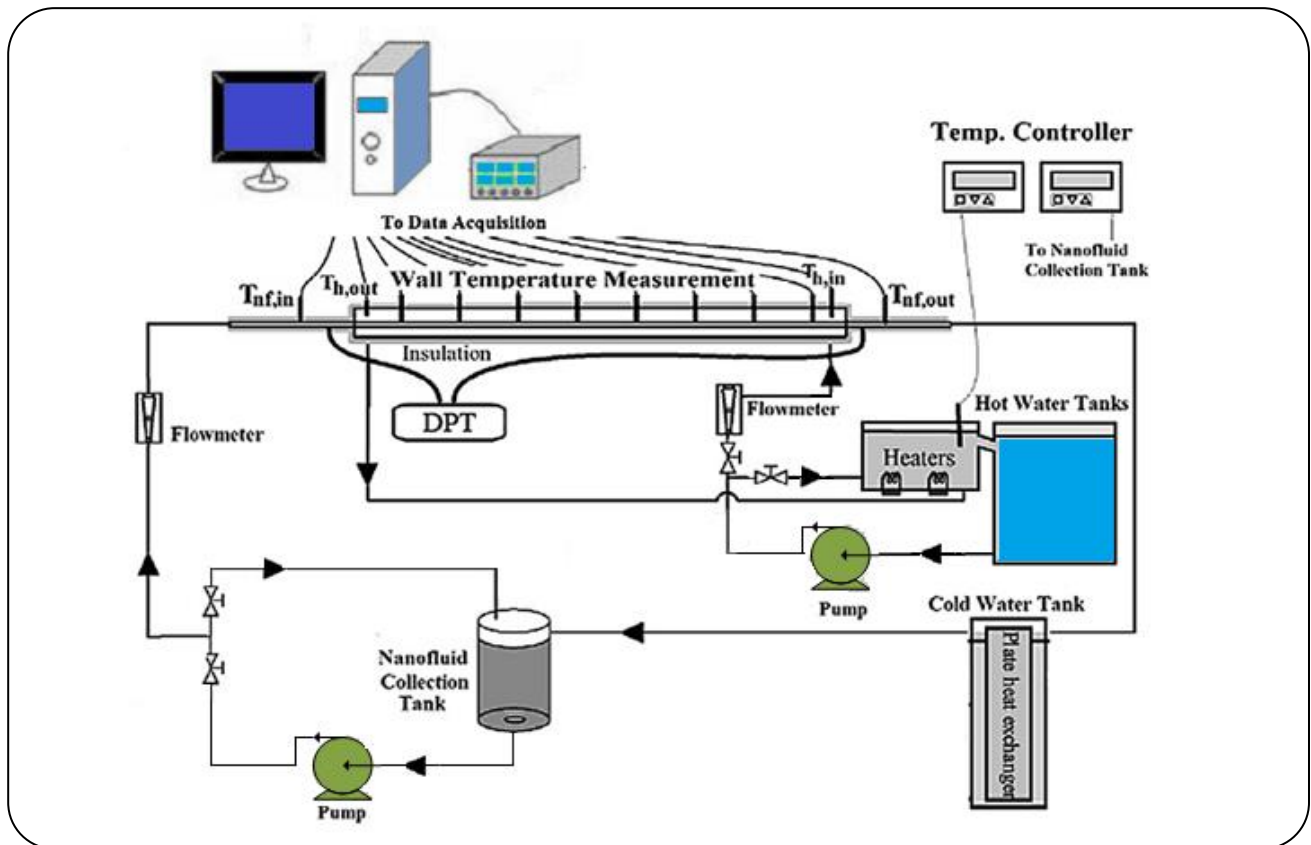 Temp. Controller
To Data Acquisition
To Nanofluid
Collection Tank
Tnf,in
Th,out
Wall Temperature Measurement
Th,in
Tnf,out
Insulation
DPT
Flowmeter
Flowmeter
Hot Water Tanks
Heaters
Pump
Cold Water Tank
Plate heat exchanger
Nanofluid
Collection
Tank
Pump